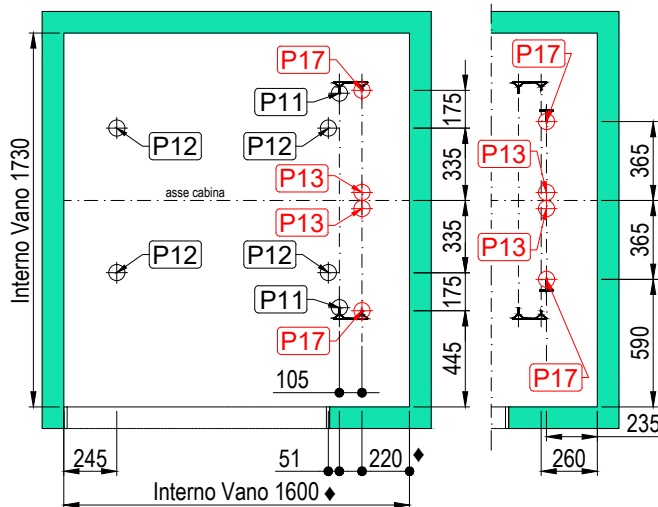 P17
P11
P12
P12
P13
asse cabina
P13
P12
P12
P11
P17
Interno Vano 1730
175
335
335
175
445
105
245
51
220 ♦
Interno Vano 1600 ♦
P17
P13
P13
P17
365
365
590
235
260